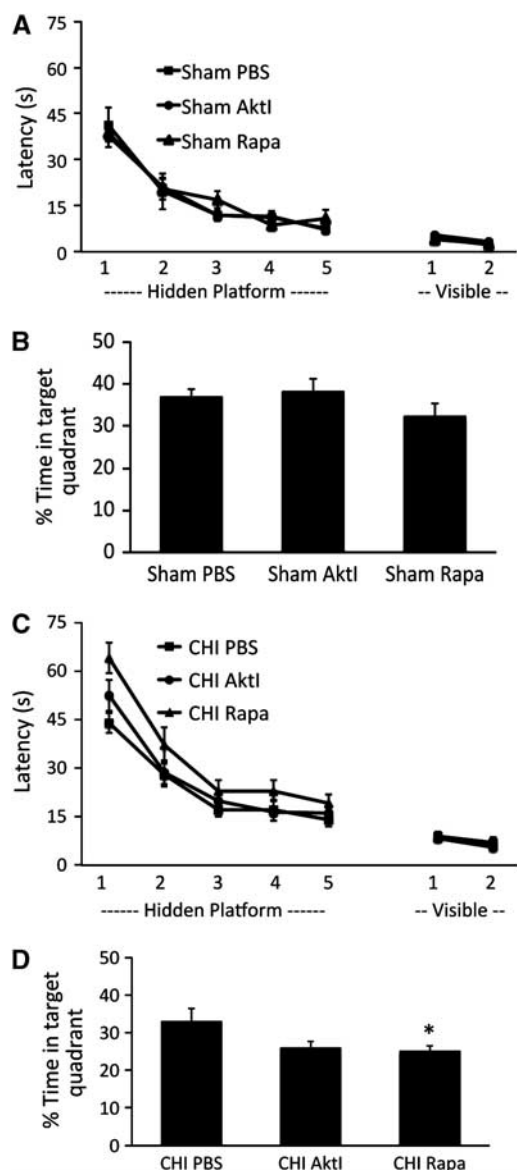 A
75
60
45
30
15
0
Latency (s)
Sham PBS
Sham AktI
Sham Rapa
1 2 3 4 5 1 2
------ Hidden Platform ------ -- Visible --
B
50
40
30
20
10
0
% Time in target
quadrant
Sham PBS Sham AktI Sham Rapa
C
75
60
45
30
15
0
Latency (s)
CHI PBS
CHI AktI
CHI Rapa
1 2 3 4 5 1 2
------ Hidden Platform ------ -- Visible --
D
50
40
30
20
10
0
% Time in target
quadrant
*
CHI PBS CHI AktI CHI Rapa